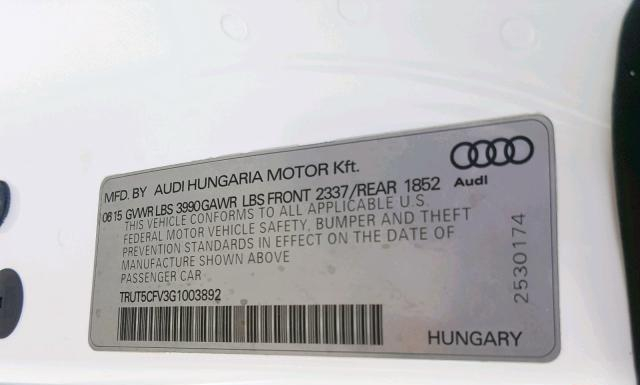 MFD. BY AUDI HUNGARIA MOTOR Kft.
Audi
0815 GVWR LBS 3990GAWR LBS FRONT 2337/REAR 1852
THIS VEHICLE CONFORMS TO ALL APPLICABLE U.S.
FEDERAL MOTOR VEHICLE SAFETY, BUMPER AND THEFT
PREVENTION STANDARDS IN EFFECT ON THE DATE OF
MANUFACTURE SHOWN ABOVE
PASSENGER CAR
TRUT5CFV3G1003892
HUNGARY
2530174